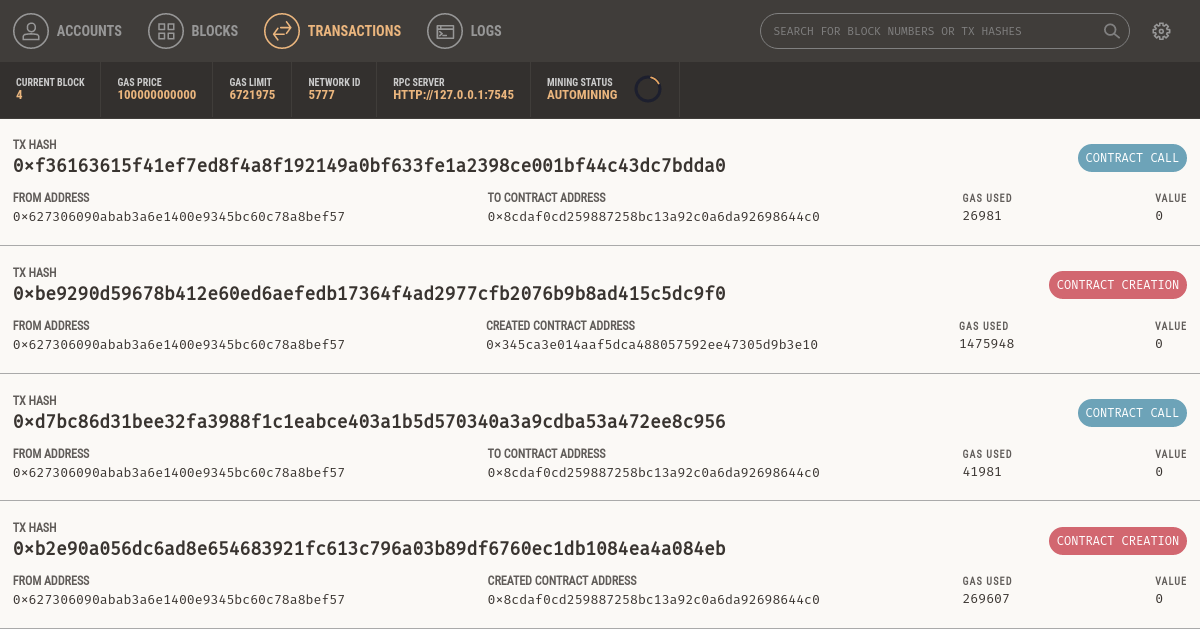 ACCOUNTS BLOCKS TRANSACTIONS LOGS SEARCH FOR BLOCK NUMBERS OR TX HASHES
CURRENT BLOCK GAS PRICE GAS LIMIT NETWORK ID RPC SERVER MINING STATUS
4 100000000000 6721975 5777 HTTP://127.0.0.1:7545 AUTOMINING
TX HASH
0×f36163615f41ef7ed8f4a8f192149a0bf633fe1a2398ce001bf44c43dc7bdda0 CONTRACT CALL
FROM ADDRESS TO CONTRACT ADDRESS GAS USED VALUE
0×627306090abab3a6e1400e9345bc60c78a8bef57 0×8cdaf0cd259887258bc13a92c0a6da92698644c0 26981 0
TX HASH
0×be9290d59678b412e60ed6aefedb17364f4ad2977cfb2076b9b8ad415c5dc9f0 CONTRACT CREATION
FROM ADDRESS CREATED CONTRACT ADDRESS GAS USED VALUE
0×627306090abab3a6e1400e9345bc60c78a8bef57 0×345ca3e014aaf5dca488057592ee47305d9b3e10 1475948 0
TX HASH
0×d7bc86d31bee32fa3988f1c1eabce403a1b5d570340a3a9cdba53a472ee8c956 CONTRACT CALL
FROM ADDRESS TO CONTRACT ADDRESS GAS USED VALUE
0×627306090abab3a6e1400e9345bc60c78a8bef57 0×8cdaf0cd259887258bc13a92c0a6da92698644c0 41981 0
TX HASH
0×b2e90a056dc6ad8e654683921fc613c796a03b89df6760ec1db1084ea4a084eb CONTRACT CREATION
FROM ADDRESS CREATED CONTRACT ADDRESS GAS USED VALUE
0×627306090abab3a6e1400e9345bc60c78a8bef57 0×8cdaf0cd259887258bc13a92c0a6da92698644c0 269607 0